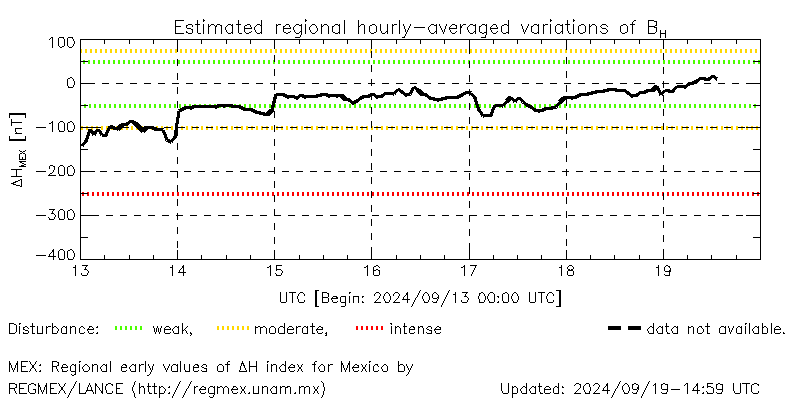 Estimated regional hourly-averaged variations of B_H
100
0
-100
-200
-300
-400
ΔH_MEX [nT]
13 14 15 16 17 18 19
UTC [Begin: 2024/09/13 00:00 UTC]
Disturbance: weak, moderate, intense data not available.
MEX: Regional early values of ΔH index for Mexico by
REGMEX/LANCE (http://regmex.unam.mx) Updated: 2024/09/19-14:59 UTC